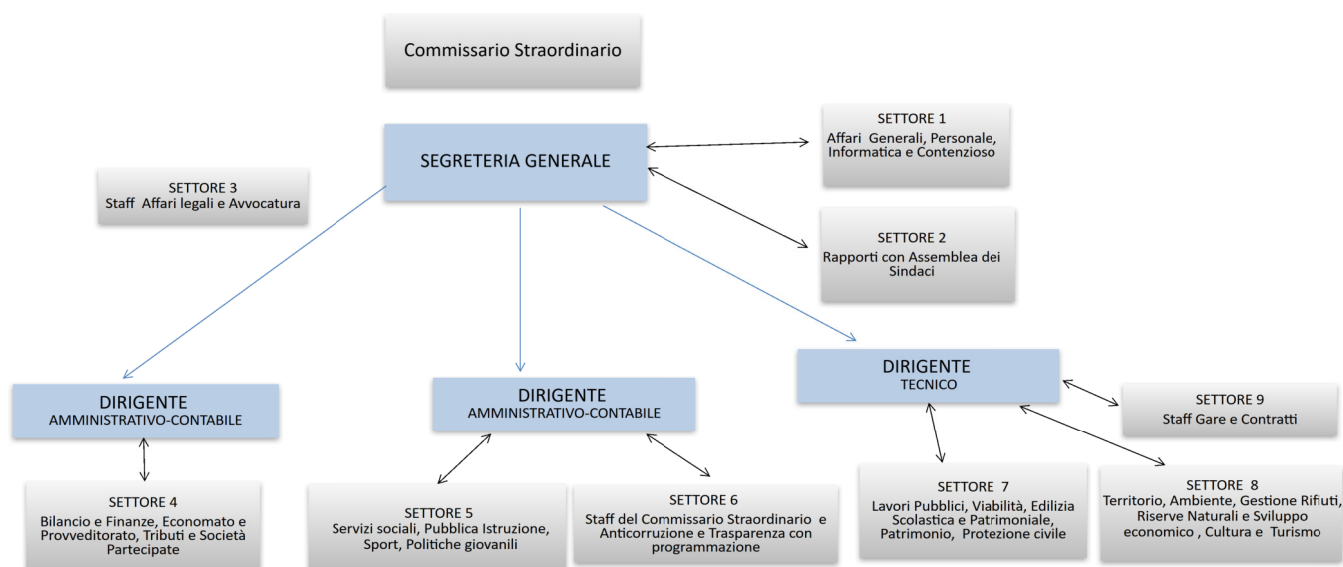 Commissario Straordinario
SETTORE 1
Affari Generali, Personale,
Informatica e Contenzioso
SEGRETERIA GENERALE
SETTORE 3
Staff Affari legali e Avvocatura
SETTORE 2
Rapporti con Assemblea dei
Sindaci
DIRIGENTE
AMMINISTRATIVO-CONTABILE
DIRIGENTE
AMMINISTRATIVO-CONTABILE
DIRIGENTE
TECNICO
SETTORE 9
Staff Gare e Contratti
SETTORE 4
Bilancio e Finanze, Economato e
Provveditorato, Tributi e Società
Partecipate
SETTORE 5
Servizi sociali, Pubblica Istruzione,
Sport, Politiche giovanili
SETTORE 6
Staff del Commissario Straordinario e
Anticorruzione e Trasparenza con
programmazione
SETTORE 7
Lavori Pubblici, Viabilità, Edilizia
Scolastica e Patrimoniale,
Patrimonio, Protezione civile
SETTORE 8
Territorio, Ambiente, Gestione Rifiuti,
Riserve Naturali e Sviluppo
economico , Cultura e Turismo